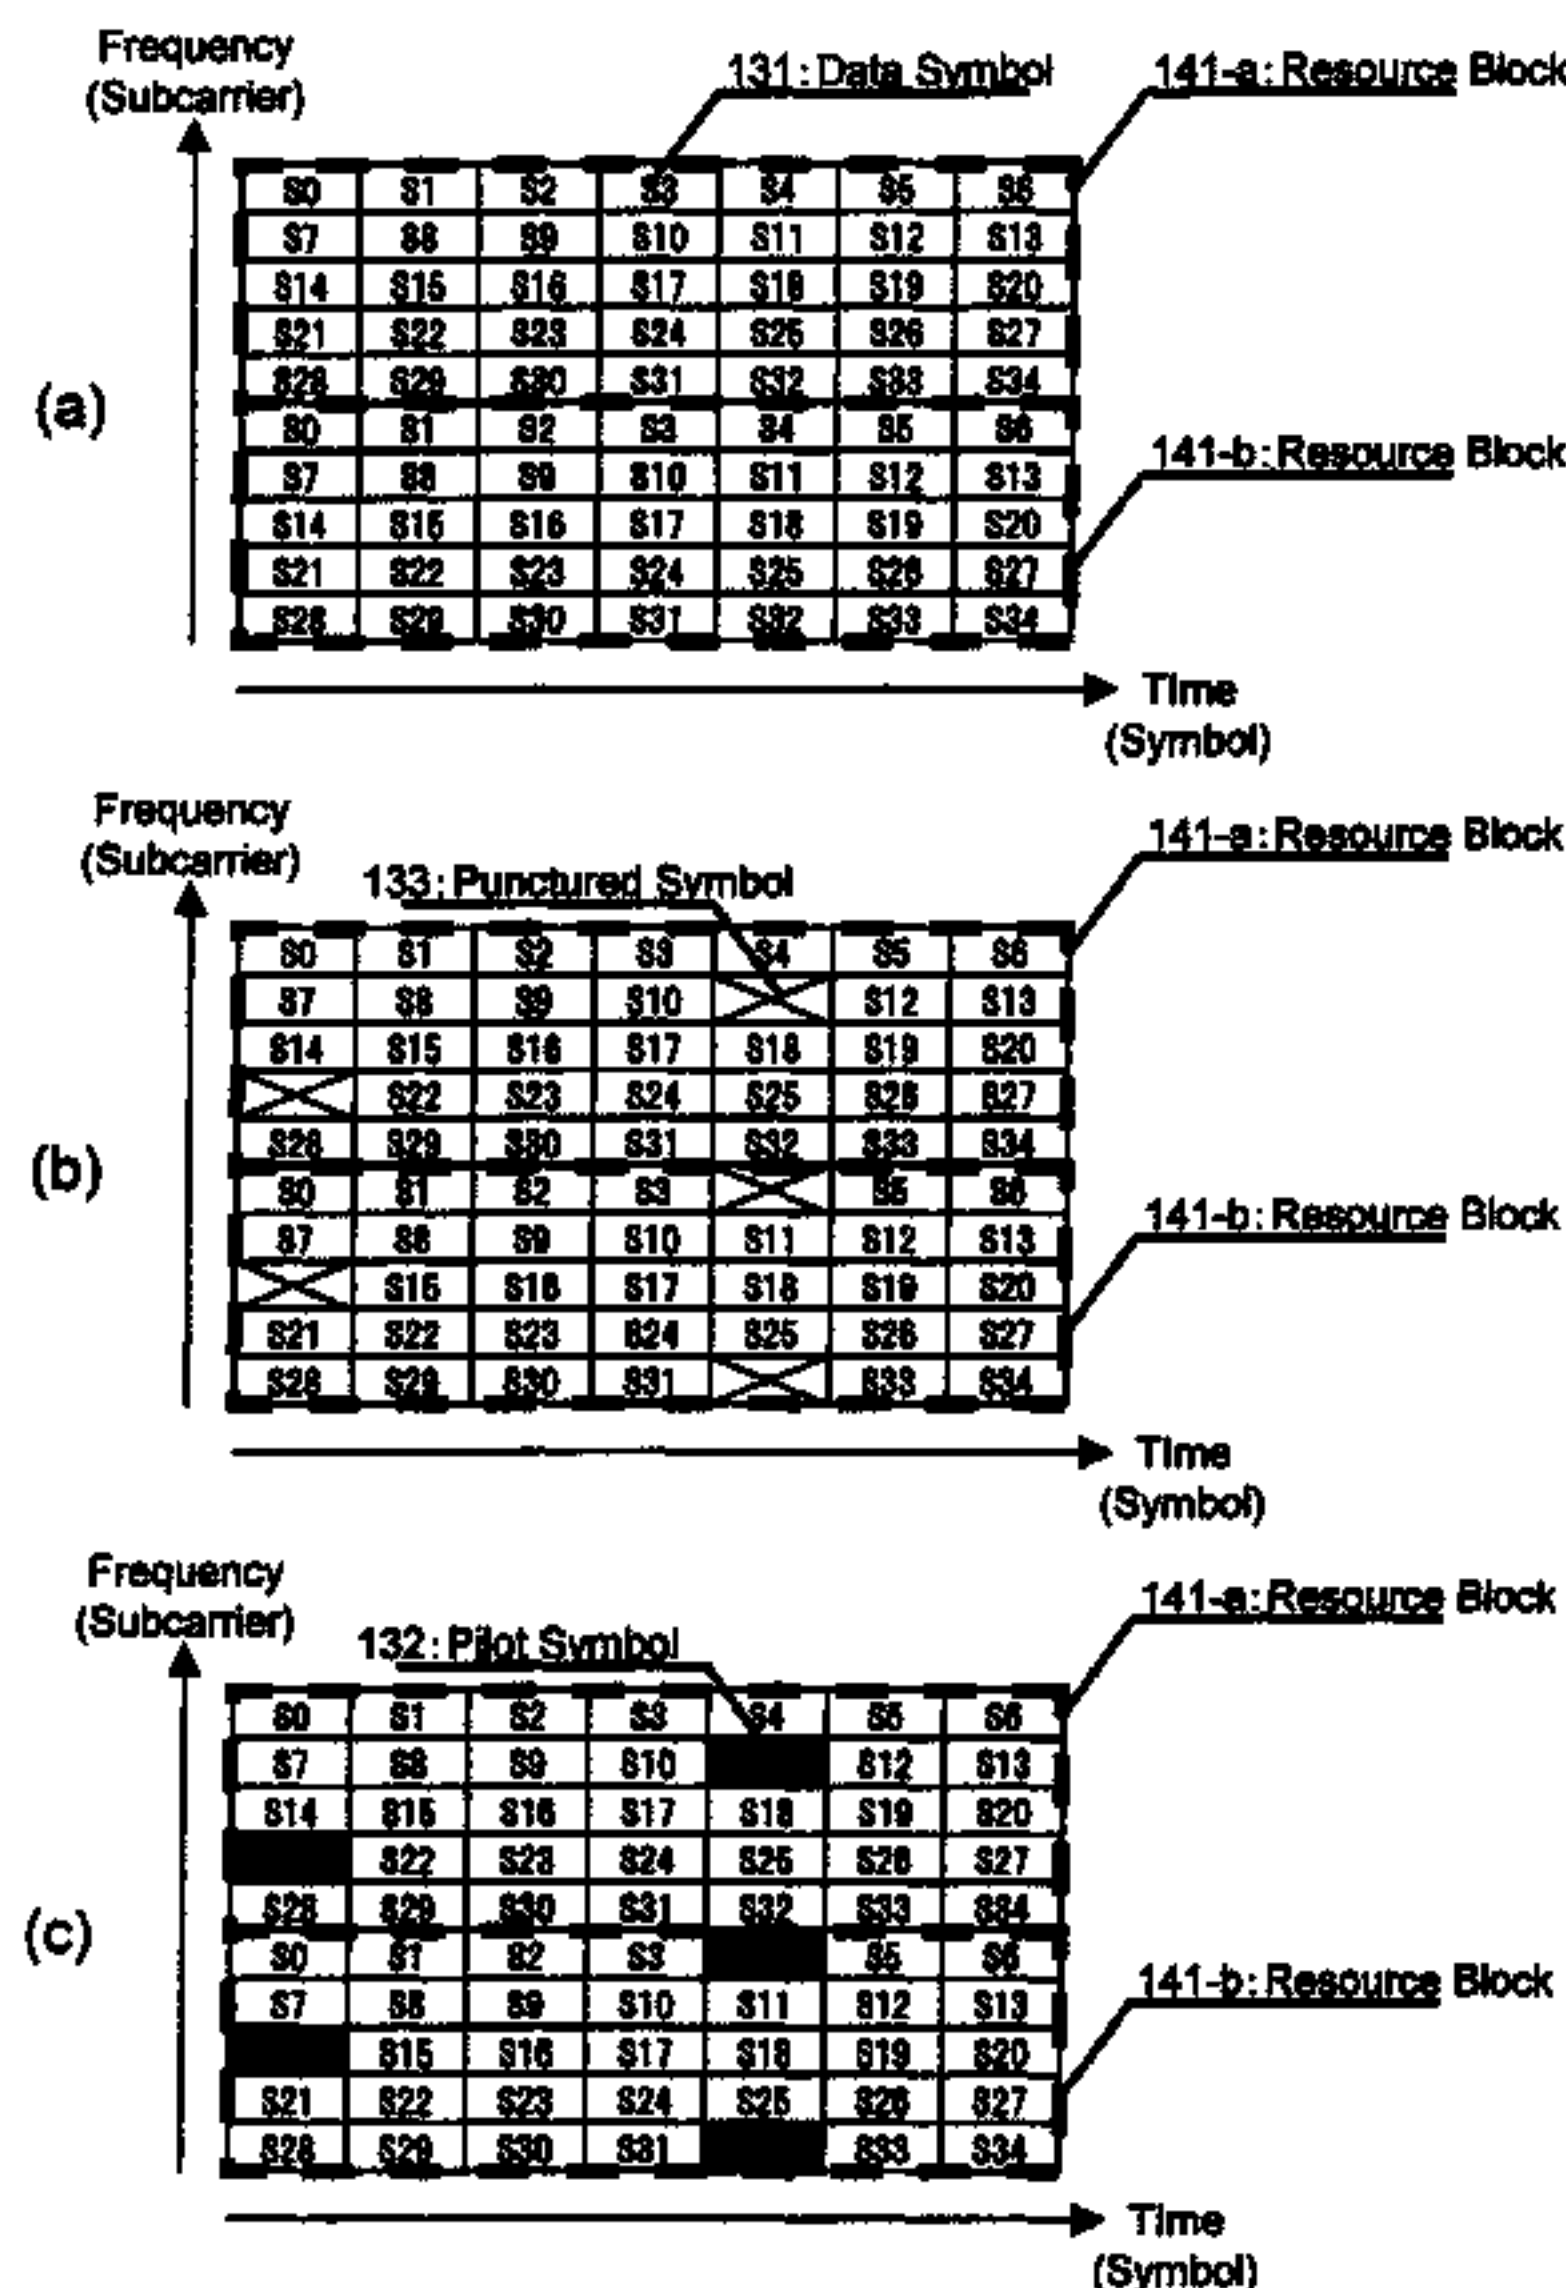 Frequency
(Subcarrier)
131: Data Symbol
141-a: Resource Block
S0 S1 S2 S3 S4 S5 S6
S7 S8 S9 S10 S11 S12 S13
S14 S15 S16 S17 S18 S19 S20
S21 S22 S23 S24 S25 S26 S27
S28 S29 S30 S31 S32 S33 S34
(a)
S0 S1 S2 S3 S4 S5 S6
141-b: Resource Block
S7 S8 S9 S10 S11 S12 S13
S14 S15 S16 S17 S18 S19 S20
S21 S22 S23 S24 S25 S26 S27
S28 S29 S30 S31 S32 S33 S34
Time
(Symbol)
Frequency
(Subcarrier)
133: Punctured Symbol
141-a: Resource Block
S0 S1 S2 S3 S4 S5 S6
S7 S8 S9 S10 S12 S13
S14 S15 S16 S17 S18 S19 S20
S22 S23 S24 S25 S26 S27
S28 S29 S30 S31 S32 S33 S34
(b)
S0 S1 S2 S3 S5 S6
141-b: Resource Block
S7 S8 S9 S10 S11 S12 S13
S15 S16 S17 S18 S19 S20
S21 S22 S23 S24 S25 S26 S27
S28 S29 S30 S31 S33 S34
Time
(Symbol)
Frequency
(Subcarrier)
132: Pilot Symbol
141-a: Resource Block
S0 S1 S2 S3 S4 S5 S6
S7 S8 S9 S10 S12 S13
S14 S15 S16 S17 S18 S19 S20
S22 S23 S24 S25 S26 S27
S28 S29 S30 S31 S32 S33 S34
(c)
S0 S1 S2 S3 S5 S6
141-b: Resource Block
S7 S8 S9 S10 S11 S12 S13
S15 S16 S17 S18 S19 S20
S21 S22 S23 S24 S25 S26 S27
S28 S29 S30 S31 S33 S34
Time
(Symbol)